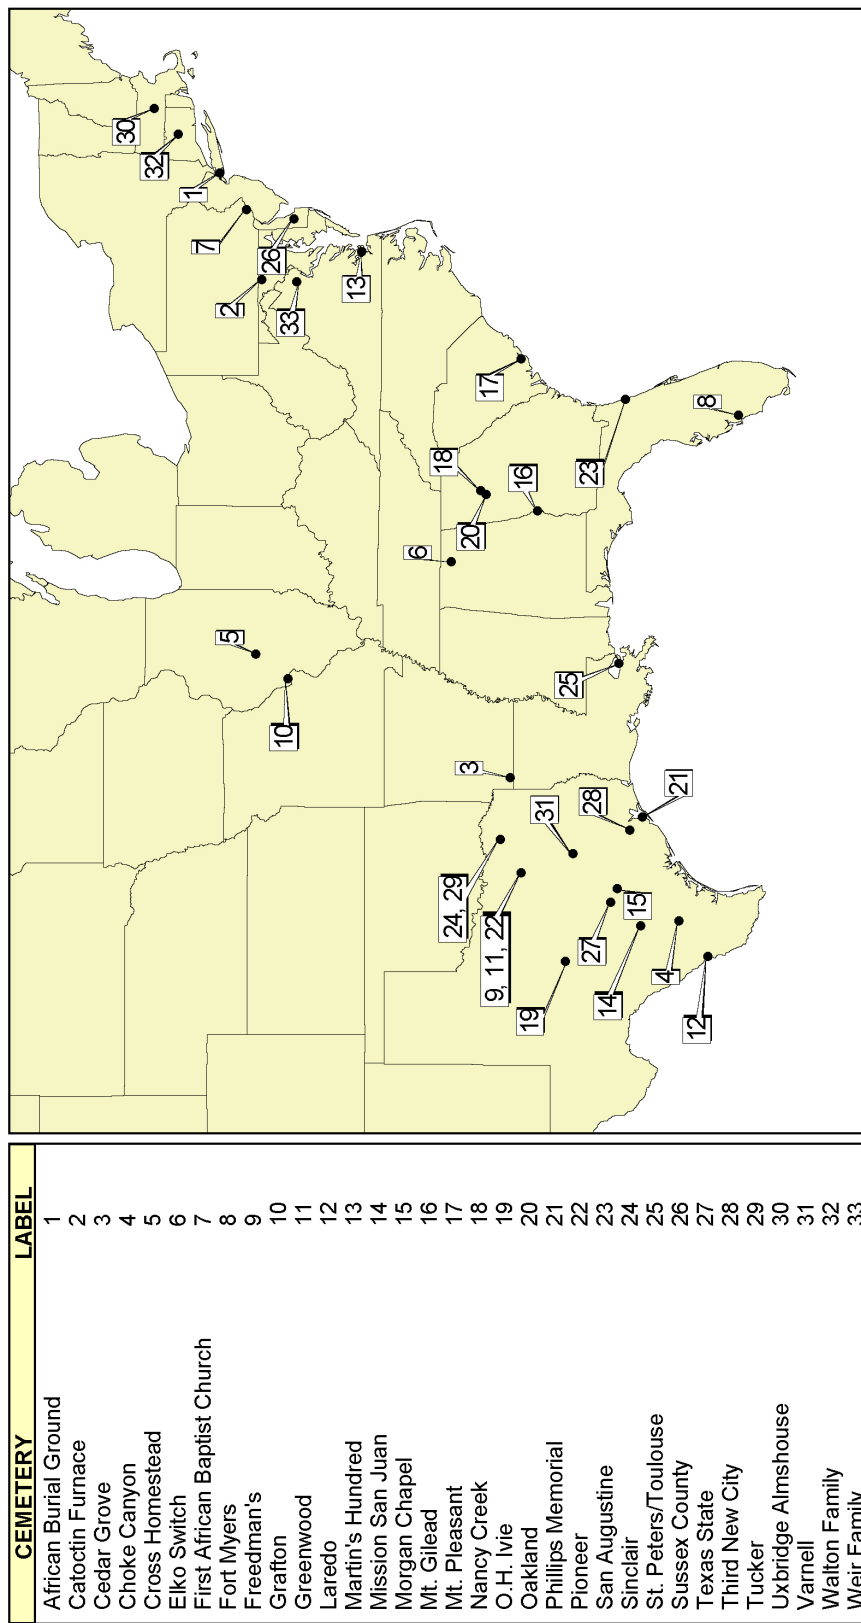 CEMETERY LABEL
African Burial Ground 1
Catoctin Furnace 2
Cedar Grove 3
Choke Canyon 4
Cross Homestead 5
Elko Switch 6
First African Baptist Church 7
Fort Myers 8
Freedman's 9
Grafton 10
Greenwood 11
Laredo 12
Martin's Hundred 13
Mission San Juan 14
Morgan Chapel 15
Mt. Gilead 16
Mt. Pleasant 17
Nancy Creek 18
O.H. Ivie 19
Oakland 20
Phillips Memorial 21
Pioneer 22
San Augustine 23
Sinclair 24
St. Peters/Toulouse 25
Sussex County 26
Texas State 27
Third New City 28
Tucker 29
Uxbridge Almshouse 30
Varnell 31
Walton Family 32
Weir Family 33
30
32
1
7
26
2
33
13
17
18
20
16
23
8
6
5
10
25
3
21
28
31
24, 29
9, 11, 22
15
27
19
14
4
12